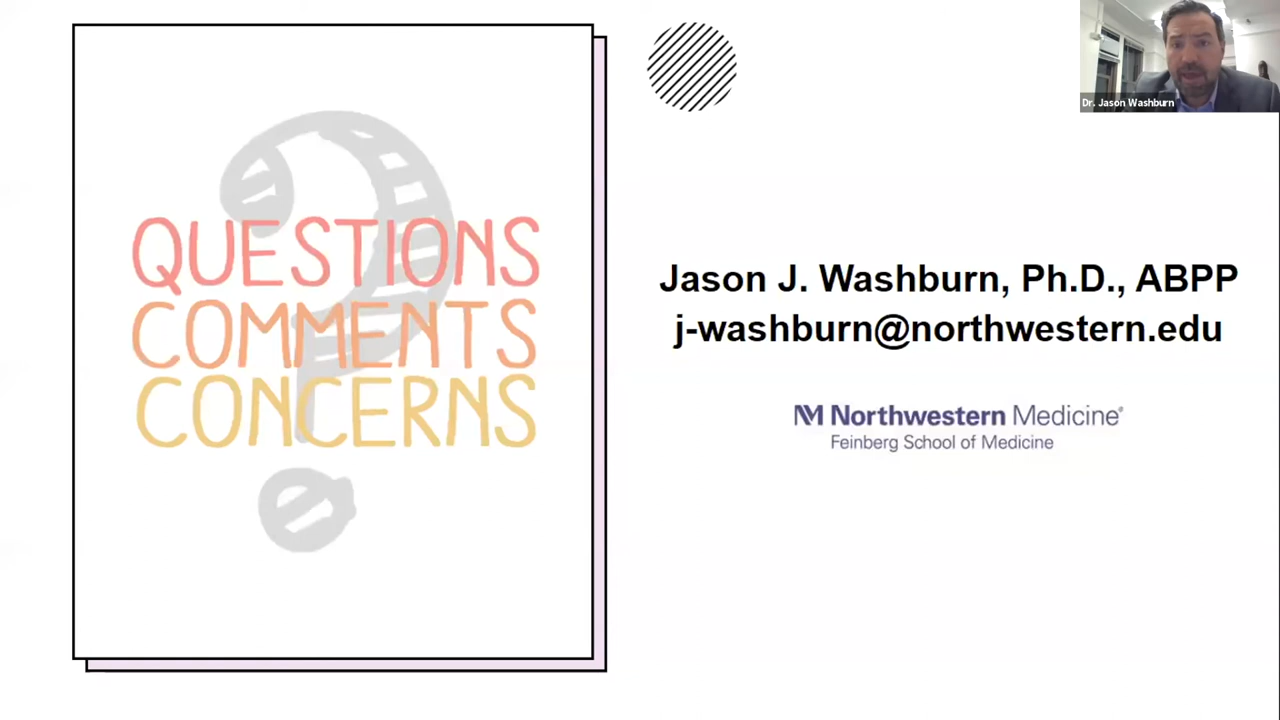 QUESTIONS
COMMENTS
CONCERNS
Dr. Jason Washburn
Jason J. Washburn, Ph.D., ABPP
j-washburn@northwestern.edu
NM Northwestern Medicine®
Feinberg School of Medicine